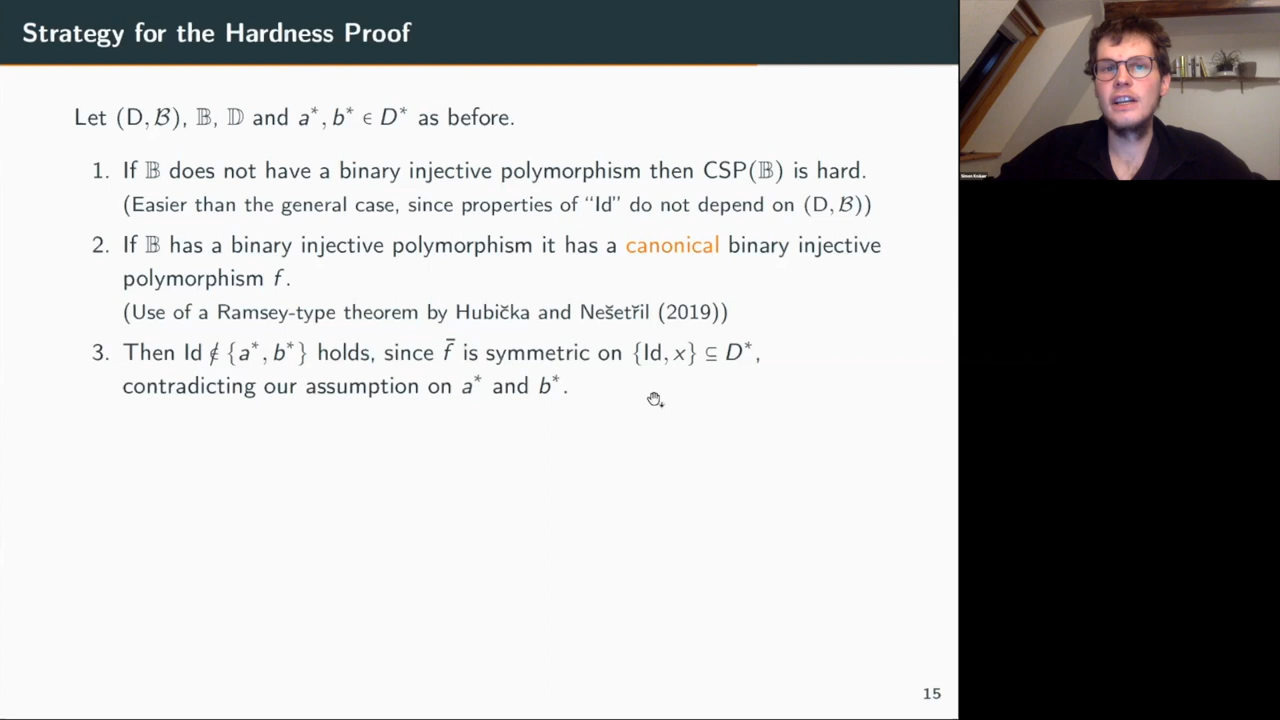 Strategy for the Hardness Proof
Let (D, 𝓑), 𝔹, 𝔻 and a*, b* ∈ D* as before.
1. If 𝔹 does not have a binary injective polymorphism then CSP(𝔹) is hard.
(Easier than the general case, since properties of “Id” do not depend on (D, 𝓑))
2. If 𝔹 has a binary injective polymorphism it has a canonical binary injective
polymorphism f.
(Use of a Ramsey-type theorem by Hubička and Nešetřil (2019))
3. Then Id ∉ {a*, b*} holds, since f̄ is symmetric on {Id, x} ⊆ D*,
contradicting our assumption on a* and b*.
15